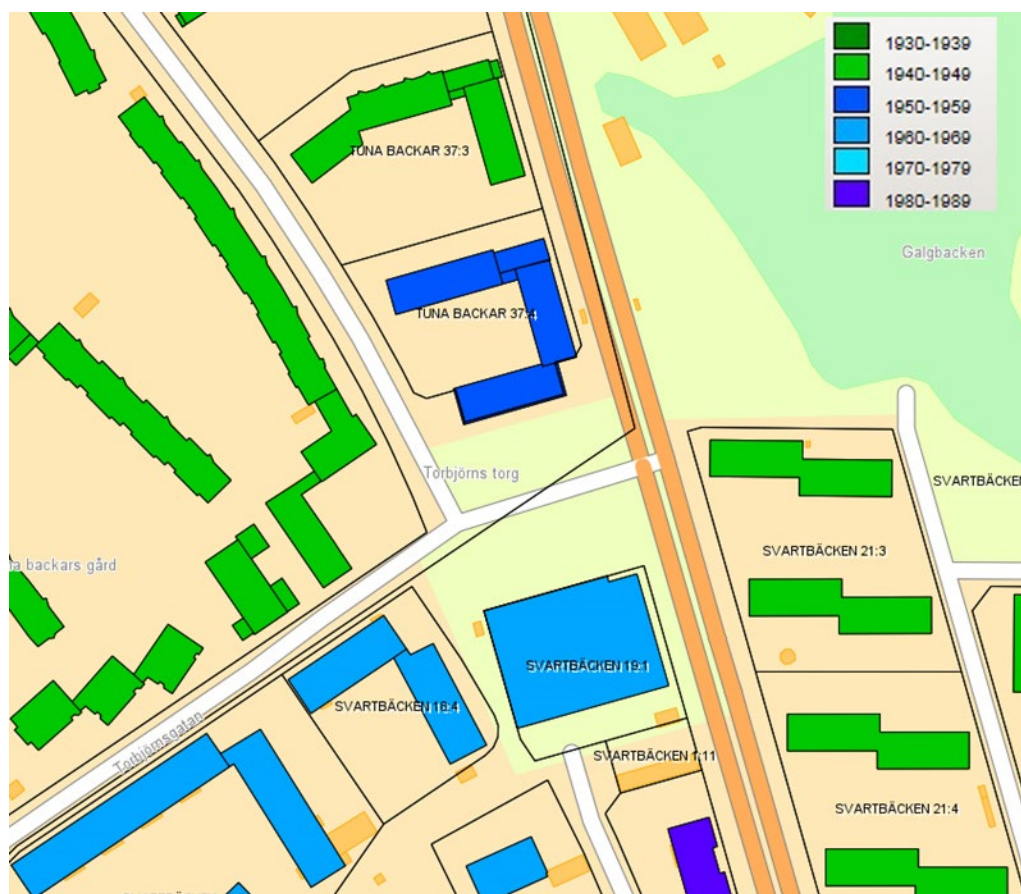 1930-1939
1940-1949
1950-1959
1960-1969
1970-1979
1980-1989
TUNA BACKAR 37:3
Galgbacken
TUNA BACKAR 37:4
Torbjörns torg
SVARTBÄCKEN
SVARTBÄCKEN 21:3
a backars gård
SVARTBÄCKEN 19:1
SVARTBÄCKEN 18:4
Torbjörnsgatan
SVARTBÄCKEN 1:11
SVARTBÄCKEN 21:4